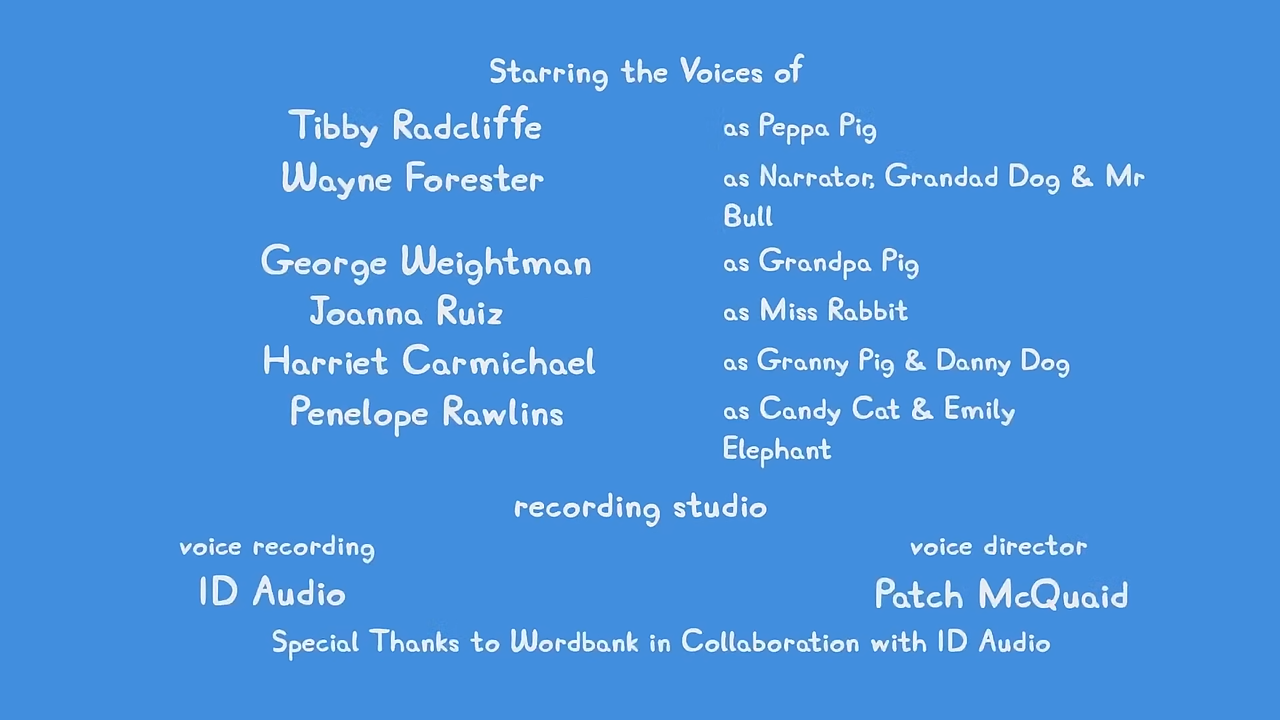 Starring the Voices of
Tibby Radcliffe as Peppa Pig
Wayne Forester as Narrator, Grandad Dog & Mr
Bull
George Weightman as Grandpa Pig
Joanna Ruiz as Miss Rabbit
Harriet Carmichael as Granny Pig & Danny Dog
Penelope Rawlins as Candy Cat & Emily
Elephant
recording studio
voice recording voice director
ID Audio Patch McQuaid
Special Thanks to Wordbank in Collaboration with ID Audio